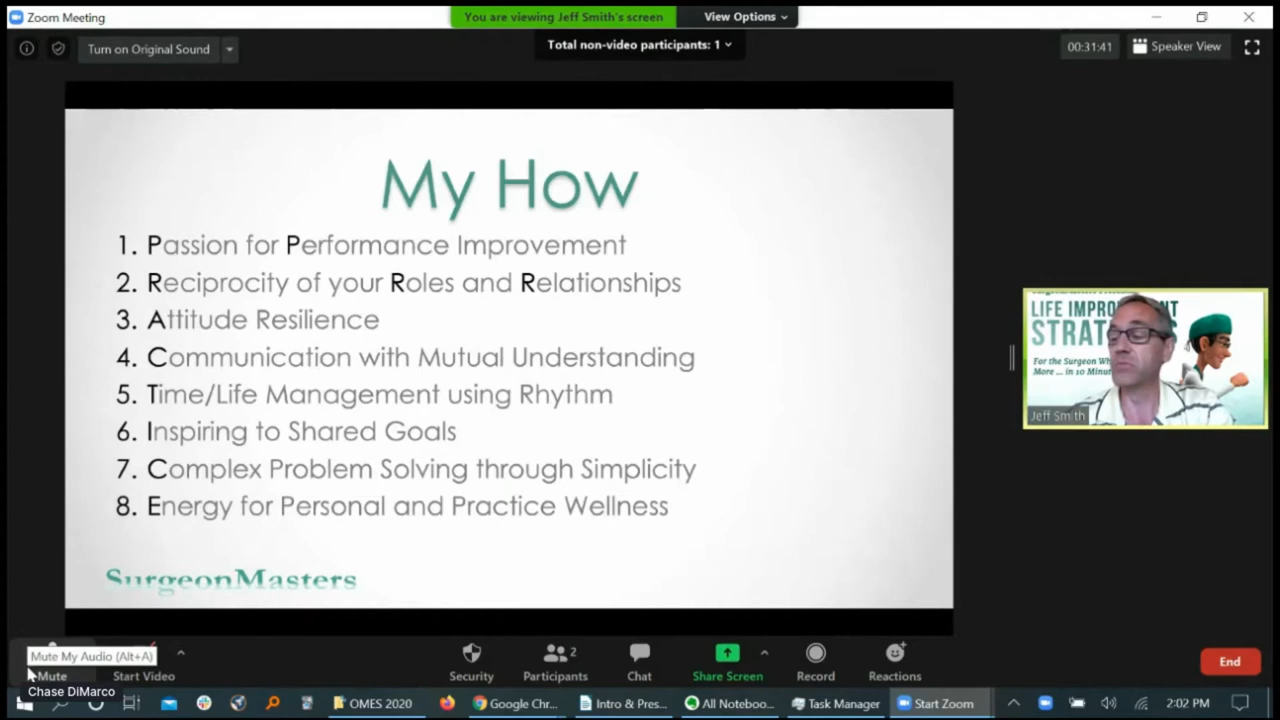 Zoom Meeting
You are viewing Jeff Smith's screen
View Options
Turn on Original Sound
Total non-video participants: 1
00:31:41
Speaker View
My How
1. Passion for Performance Improvement
2. Reciprocity of your Roles and Relationships
3. Attitude Resilience
4. Communication with Mutual Understanding
5. Time/Life Management using Rhythm
6. Inspiring to Shared Goals
7. Complex Problem Solving through Simplicity
8. Energy for Personal and Practice Wellness
SurgeonMasters
LIFE
For the Surgeon
More ... in 10
Jeff Smith
Mute My Audio (Alt+A)
Mute
Start Video
Security
Participants
2
Chat
Share Screen
Record
Reactions
End
Chase DiMarco
OMES 2020
Google Chr...
Intro & Pres...
All Noteboo...
Task Manager
Start Zoom
2:02 PM